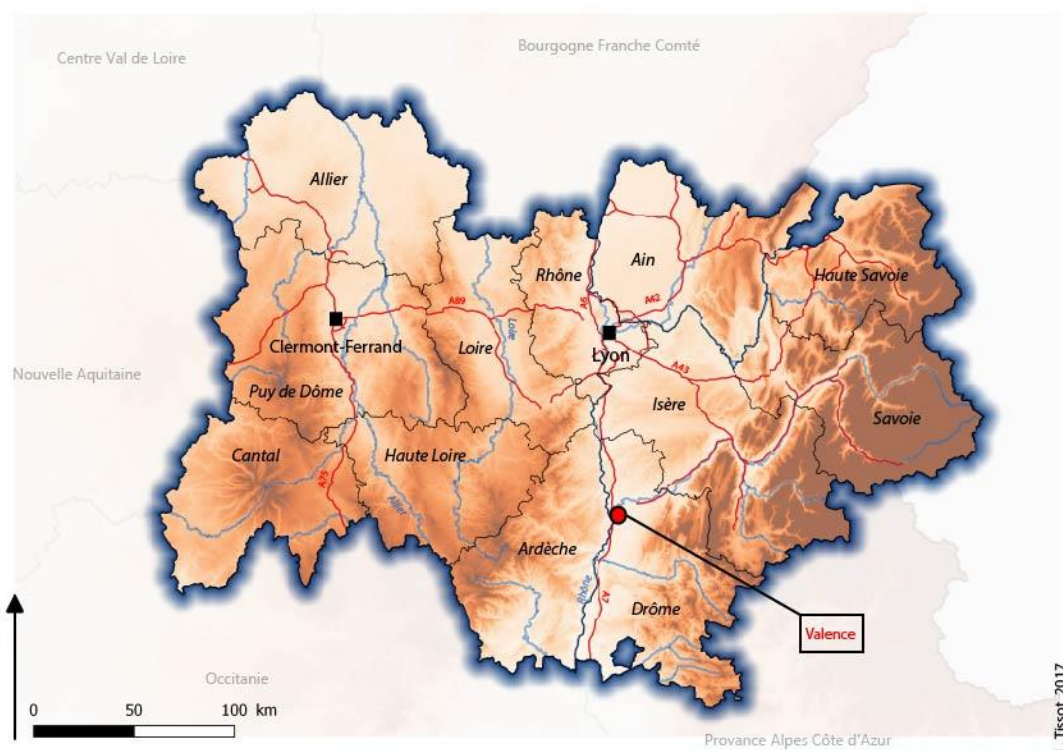 Bourgogne Franche Comté
Centre Val de Loire
Allier
Rhône
Ain
Haute Savoie
A89
A6
A42
Loire
Clermont-Ferrand
Loire
Lyon
A43
Nouvelle Aquitaine
Puy de Dôme
Isère
Savoie
Cantal
Haute Loire
A75
Allier
Ardèche
Rhône
A7
Drôme
Valence
Occitanie
0 50 100 km
Provance Alpes Côte d'Azur
Tissot 2017